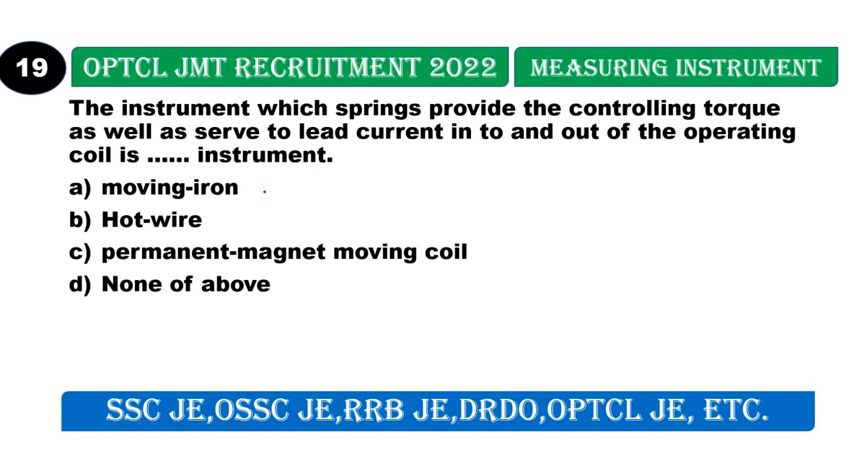 19
OPTCL JMT RECRUITMENT 2022
MEASURING INSTRUMENT
The instrument which springs provide the controlling torque
as well as serve to lead current in to and out of the operating
coil is ...... instrument.
a) moving-iron
b) Hot-wire
c) permanent-magnet moving coil
d) None of above
SSC JE,OSSC JE,RRB JE,DRDO,OPTCL JE, ETC.